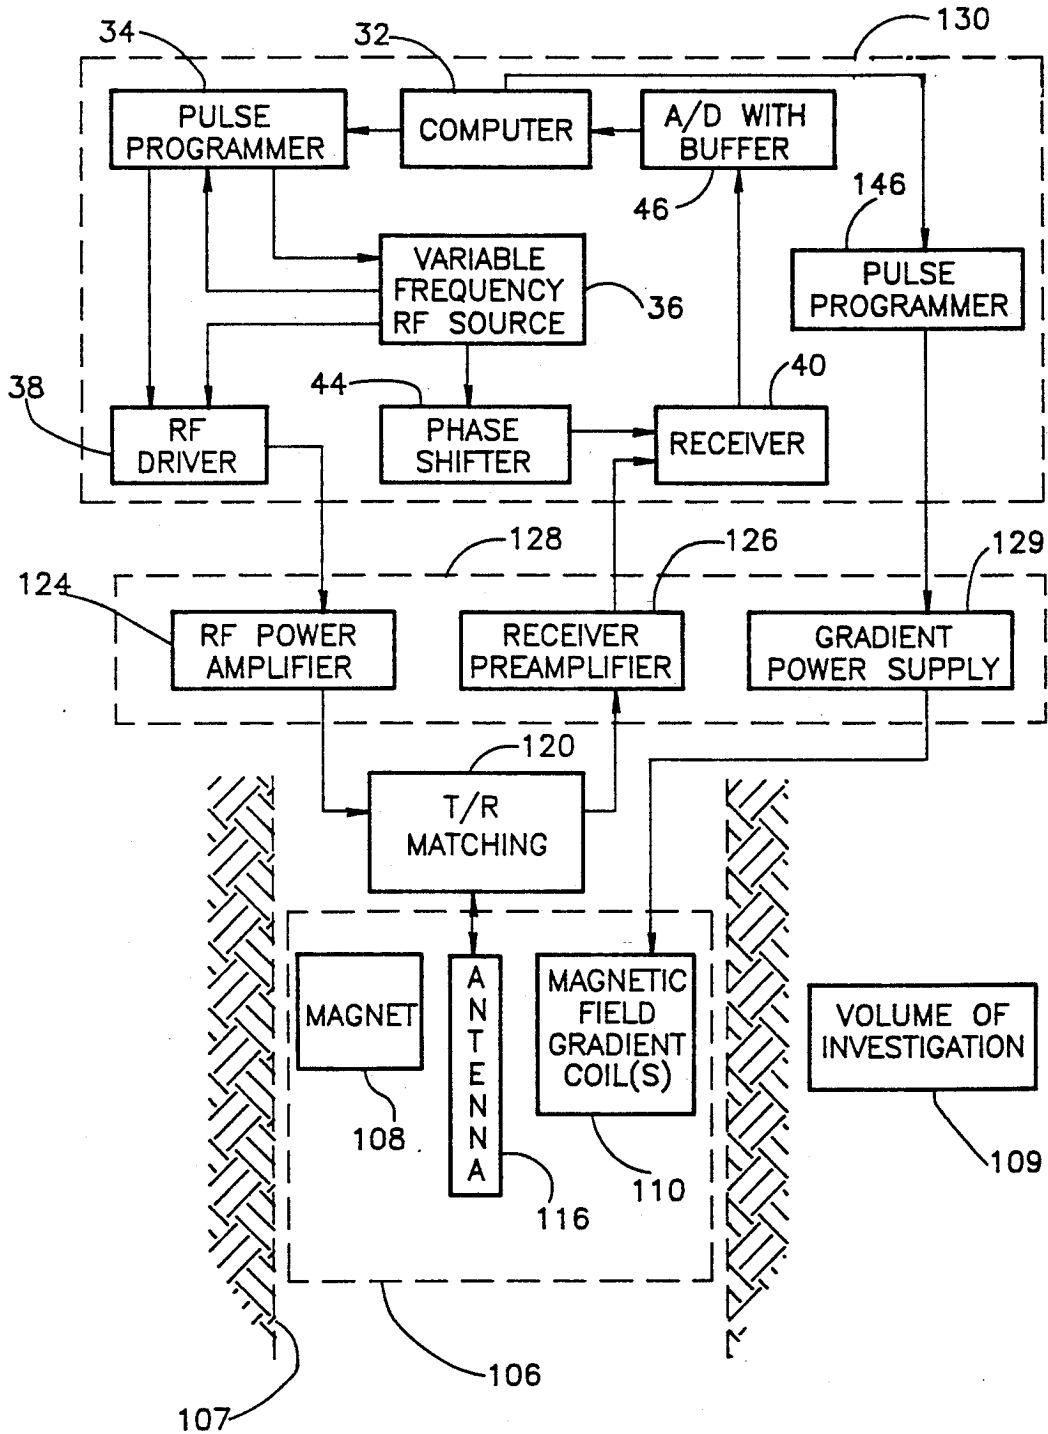 34
32
130
PULSE
PROGRAMMER
COMPUTER
A/D WITH
BUFFER
46
146
VARIABLE
FREQUENCY
RF SOURCE
36
PULSE
PROGRAMMER
38
44
40
RF
DRIVER
PHASE
SHIFTER
RECEIVER
128
126
129
124
RF POWER
AMPLIFIER
RECEIVER
PREAMPLIFIER
GRADIENT
POWER SUPPLY
120
T/R
MATCHING
MAGNET
ANTENNA
MAGNETIC
FIELD
GRADIENT
COIL(S)
VOLUME OF
INVESTIGATION
108
116
110
109
106
107